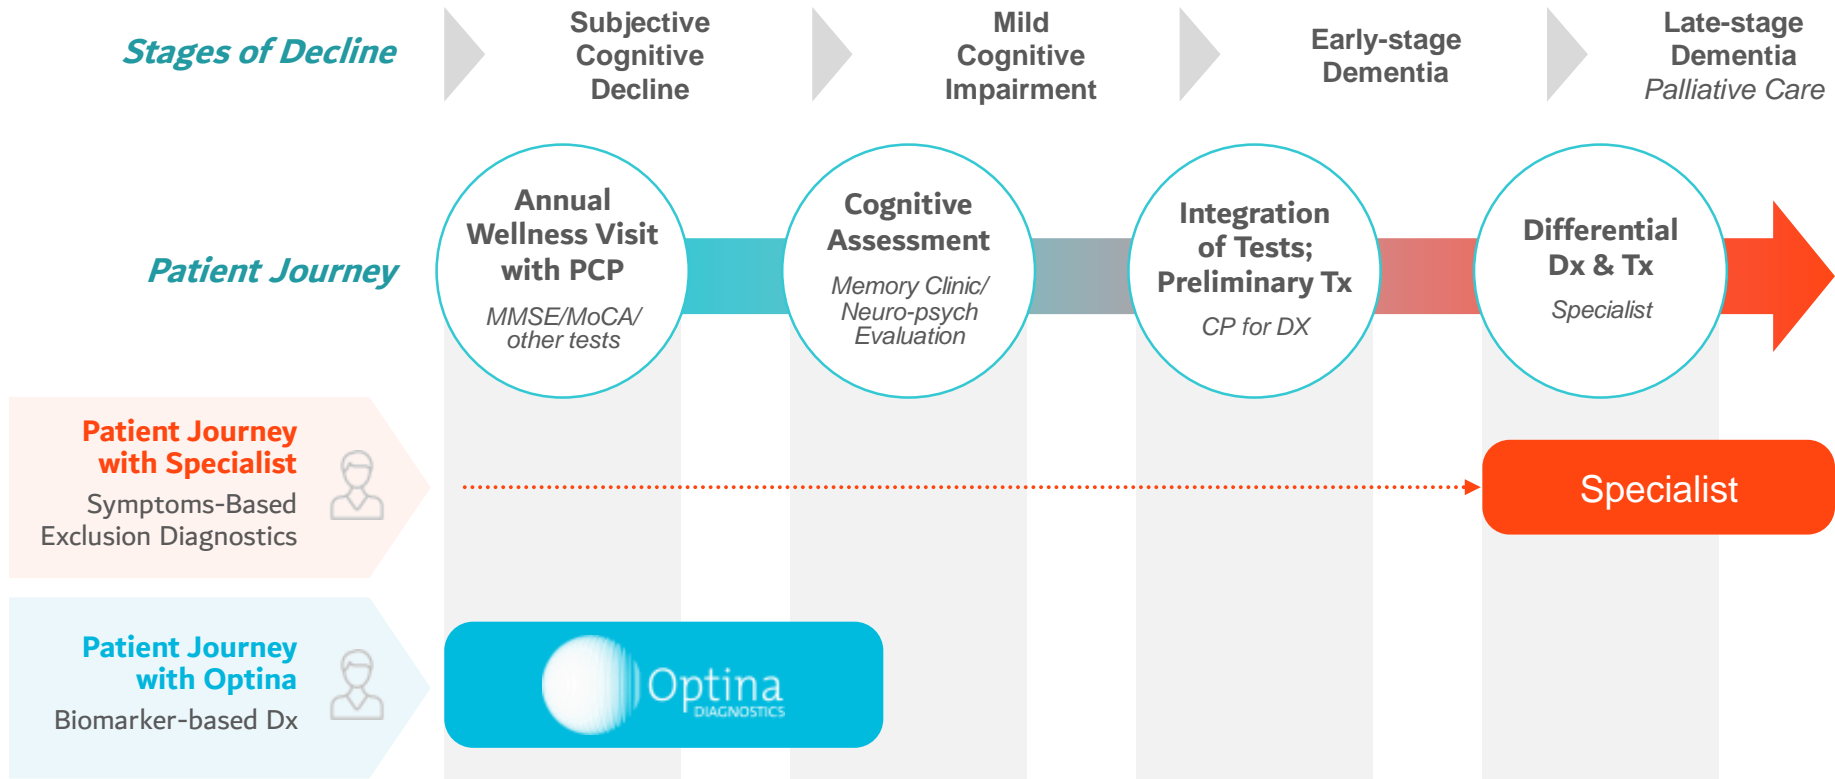 Stages of Decline
Subjective
Cognitive
Decline
Mild
Cognitive
Impairment
Early-stage
Dementia
Late-stage
Dementia
Palliative Care
Patient Journey
Annual
Wellness Visit
with PCP
MMSE/MoCA/
other tests
Cognitive
Assessment
Memory Clinic/
Neuro-psych
Evaluation
Integration
of Tests;
Preliminary Tx
CP for DX
Differential
Dx & Tx
Specialist
Patient Journey
with Specialist
Symptoms-Based
Exclusion Diagnostics
Specialist
Patient Journey
with Optina
Biomarker-based Dx
Optina
DIAGNOSTICS